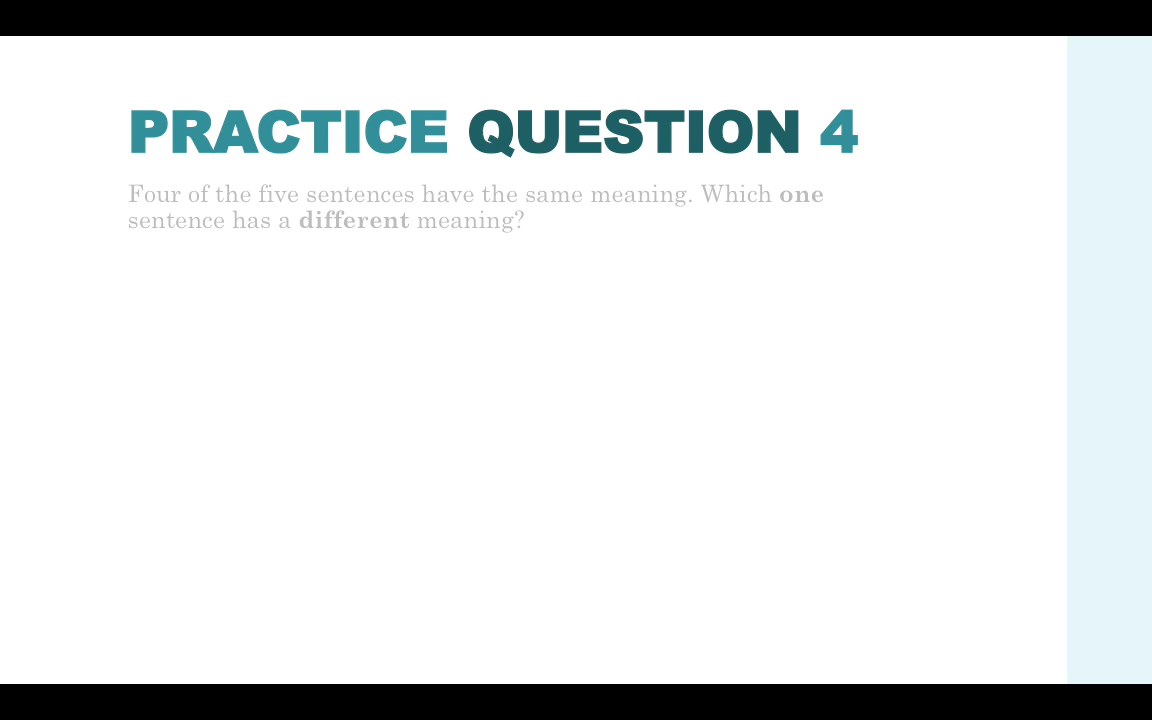 PRACTICE QUESTION 4
Four of the five sentences have the same meaning. Which one
sentence has a different meaning?